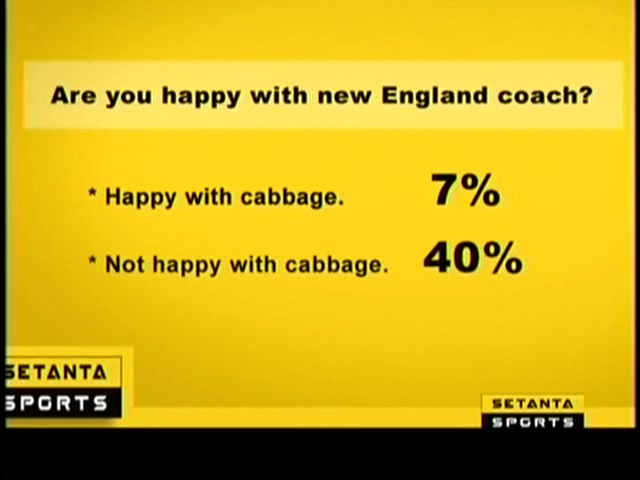 Are you happy with new England coach?
* Happy with cabbage. 7%
* Not happy with cabbage. 40%
SETANTA
SPORTS
SETANTA
SPORTS